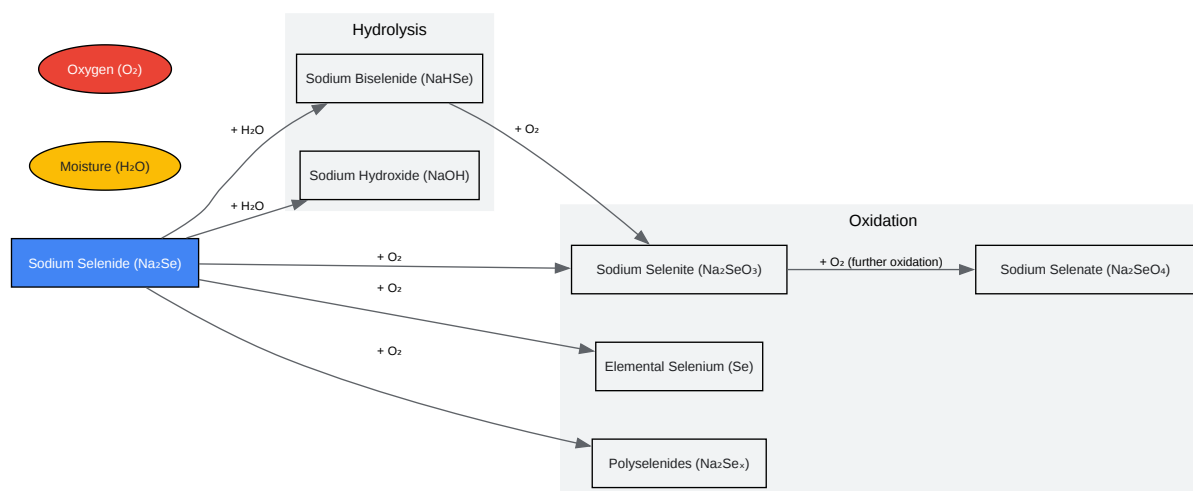 Hydrolysis
Oxygen (O₂)
Sodium Biselenide (NaHSe)
+ H₂O
+ O₂
Moisture (H₂O)
Sodium Hydroxide (NaOH)
+ H₂O
Oxidation
Sodium Selenide (Na₂Se)
+ O₂
Sodium Selenite (Na₂SeO₃)
+ O₂ (further oxidation)
Sodium Selenate (Na₂SeO₄)
+ O₂
+ O₂
Elemental Selenium (Se)
Polyselenides (Na₂Seₓ)